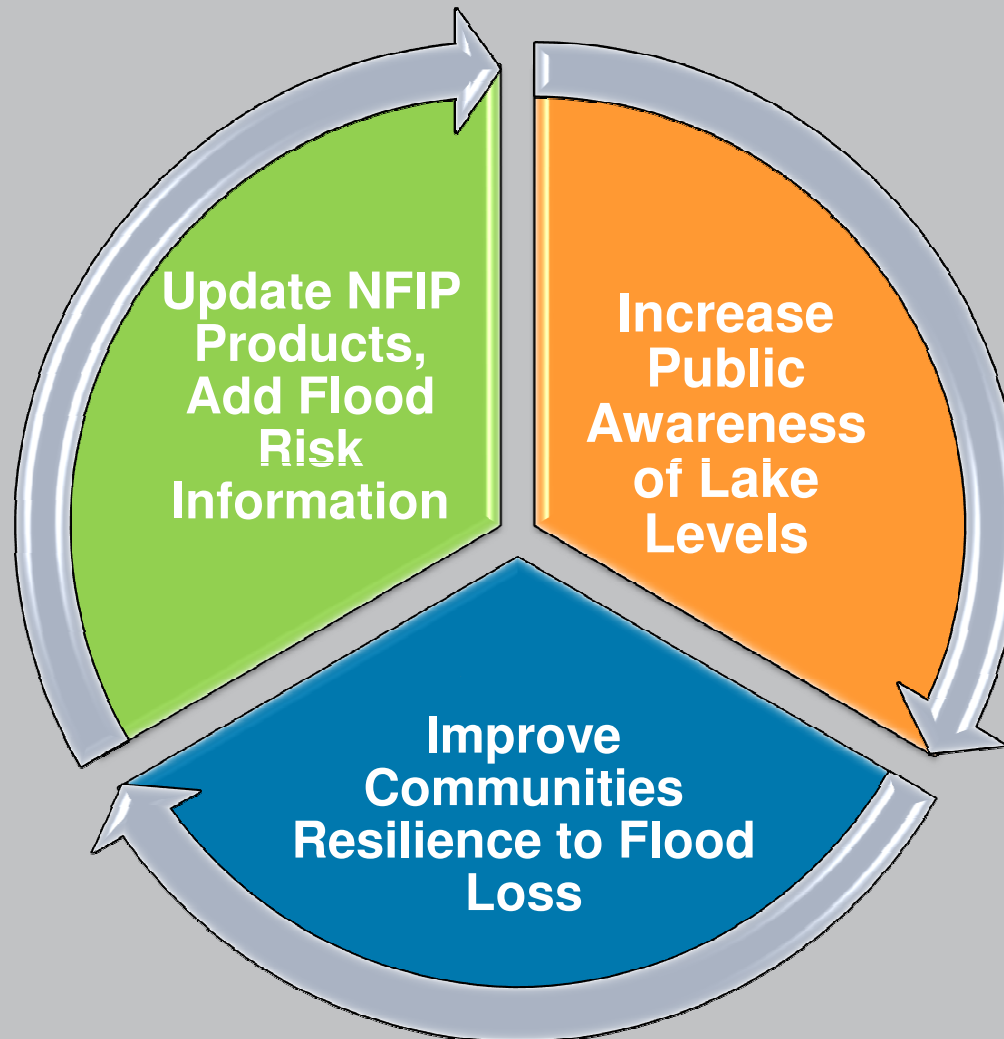 Update NFIP
Products,
Add Flood
Risk
Information
Increase
Public
Awareness
of Lake
Levels
Improve
Communities
Resilience to Flood
Loss